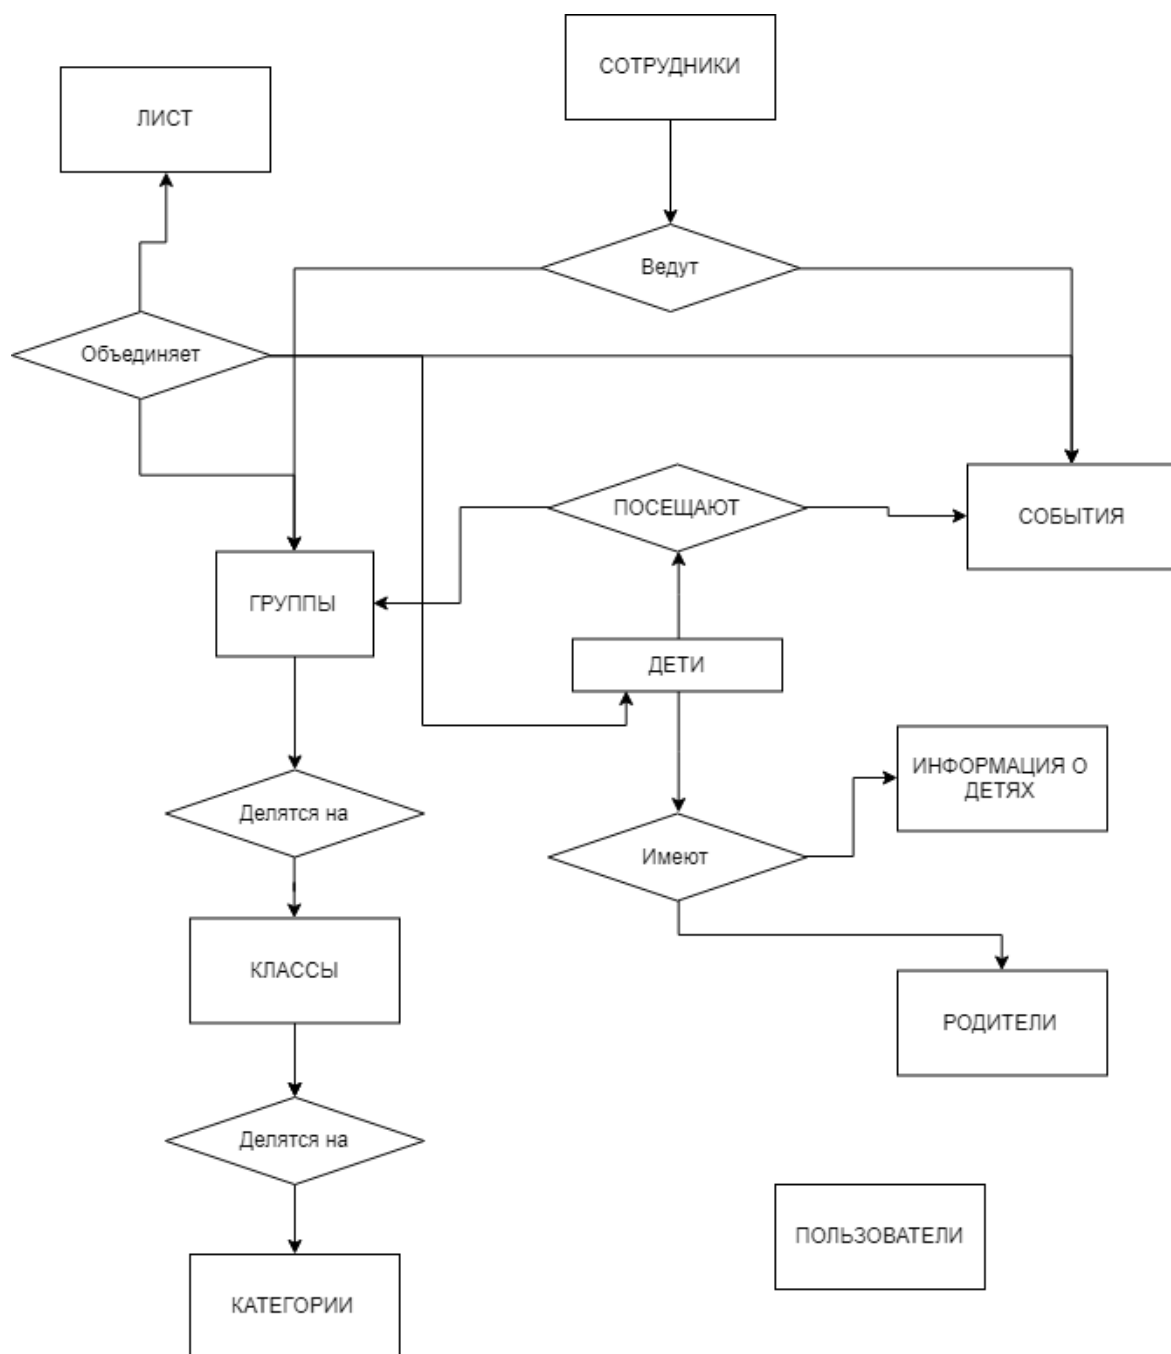 СОТРУДНИКИ
ЛИСТ
Ведут
Объединяет
ПОСЕЩАЮТ
СОБЫТИЯ
ГРУППЫ
ДЕТИ
ИНФОРМАЦИЯ О
ДЕТЯХ
Делятся на
Имеют
КЛАССЫ
РОДИТЕЛИ
Делятся на
ПОЛЬЗОВАТЕЛИ
КАТЕГОРИИ